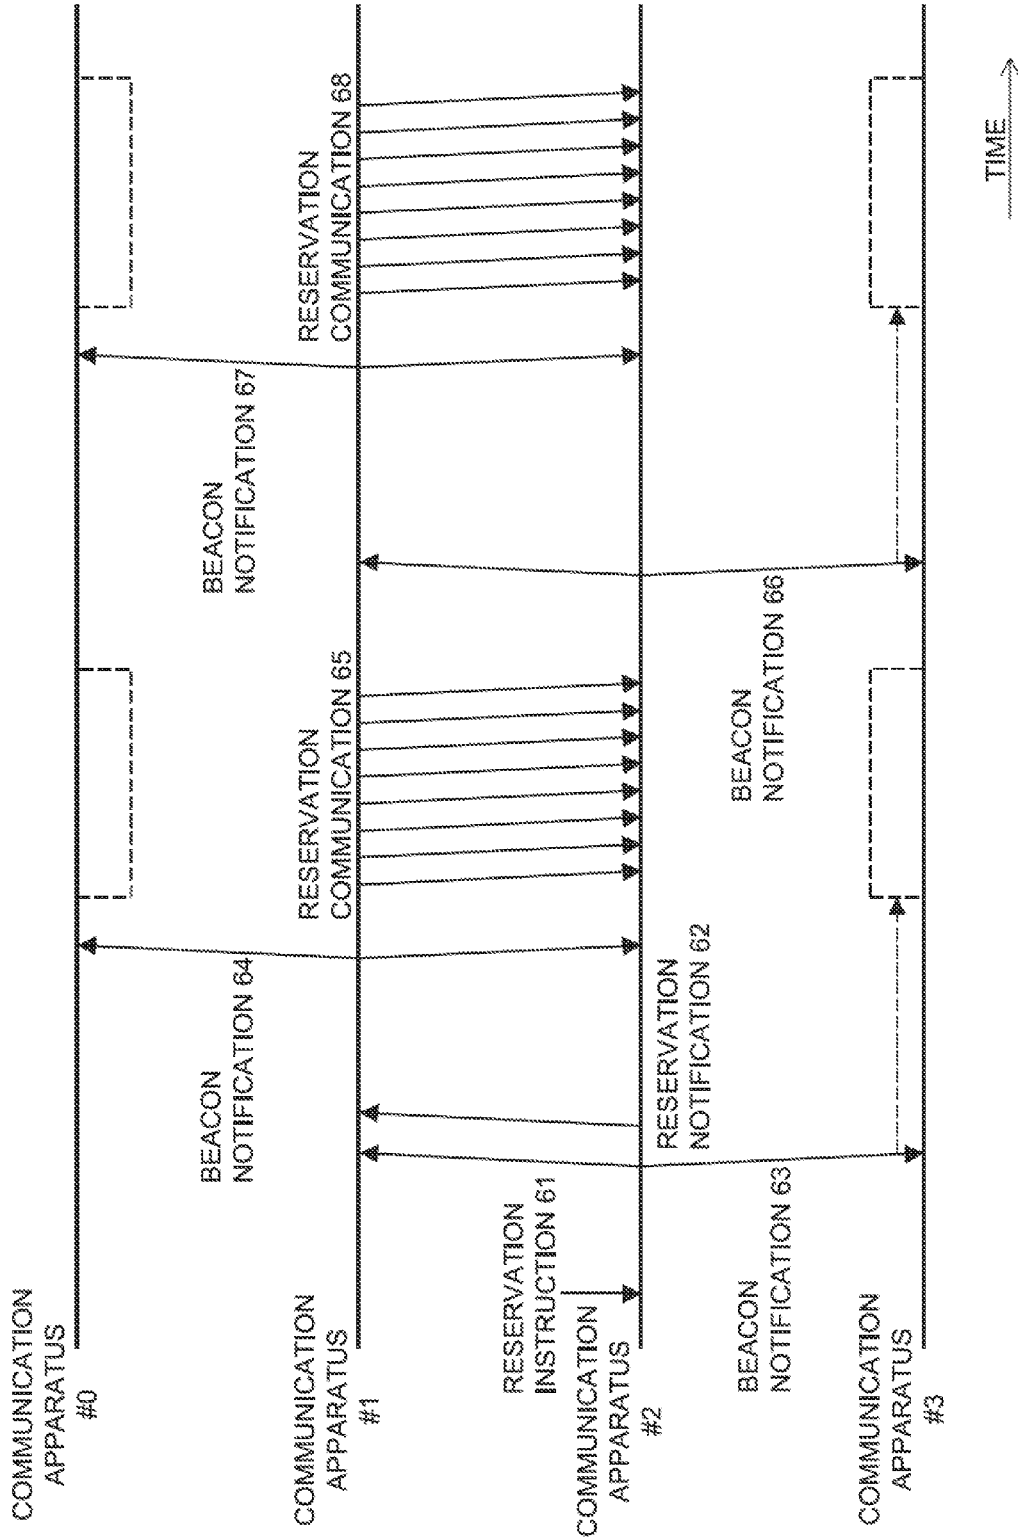 COMMUNICATION
APPARATUS
#0
BEACON
NOTIFICATION 64
BEACON
NOTIFICATION 67
COMMUNICATION
APPARATUS
#1
RESERVATION
COMMUNICATION 65
RESERVATION
COMMUNICATION 68
RESERVATION
INSTRUCTION 61
COMMUNICATION
APPARATUS
#2
RESERVATION
NOTIFICATION 62
BEACON
NOTIFICATION 63
BEACON
NOTIFICATION 66
COMMUNICATION
APPARATUS
#3
TIME